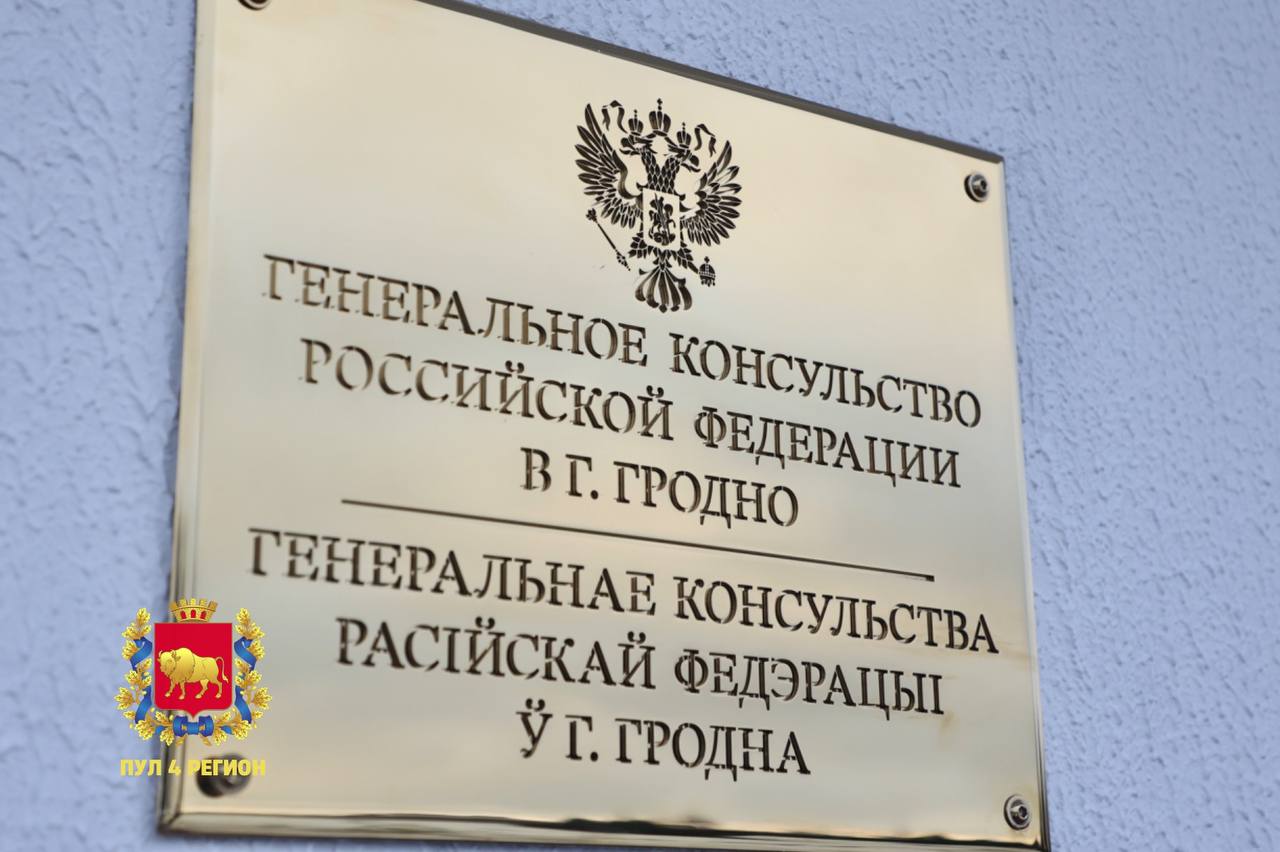 ГЕНЕРАЛЬНОЕ КОНСУЛЬСТВО
РОССИЙСКОЙ ФЕДЕРАЦИИ
В Г. ГРОДНО
ГЕНЕРАЛЬНАЕ КОНСУЛЬСТВА
РАСІЙСКАЙ ФЕДЭРАЦЫІ
Ў Г. ГРОДНА
ПУЛ 4 РЕГИОН